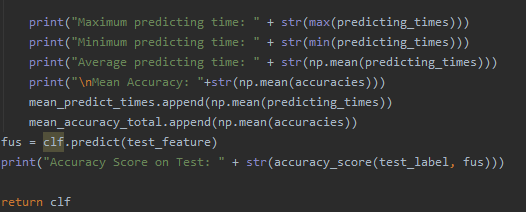 print("Maximum predicting time: " + str(max(predicting_times)))
print("Minimum predicting time: " + str(min(predicting_times)))
print("Average predicting time: " + str(np.mean(predicting_times)))
print("\nMean Accuracy: "+str(np.mean(accuracies)))
mean_predict_times.append(np.mean(predicting_times))
mean_accuracy_total.append(np.mean(accuracies))
fus = clf.predict(test_feature)
print("Accuracy Score on Test: " + str(accuracy_score(test_label, fus)))
return clf